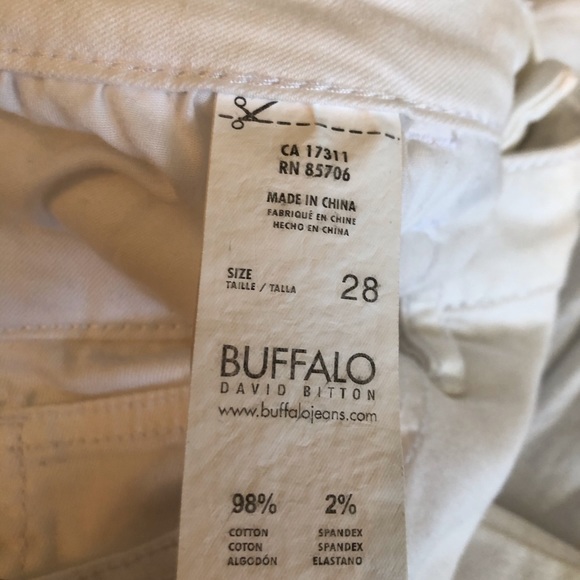 CA 17311
RN 85706
MADE IN CHINA
FABRIQUÉ EN CHINE
HECHO EN CHINA
SIZE 28
TAILLE / TALLA
BUFFALO
DAVID BITTON
www.buffalojeans.com
98% 2%
COTTON SPANDEX
COTON SPANDEX
ALGODÓN ELASTANO